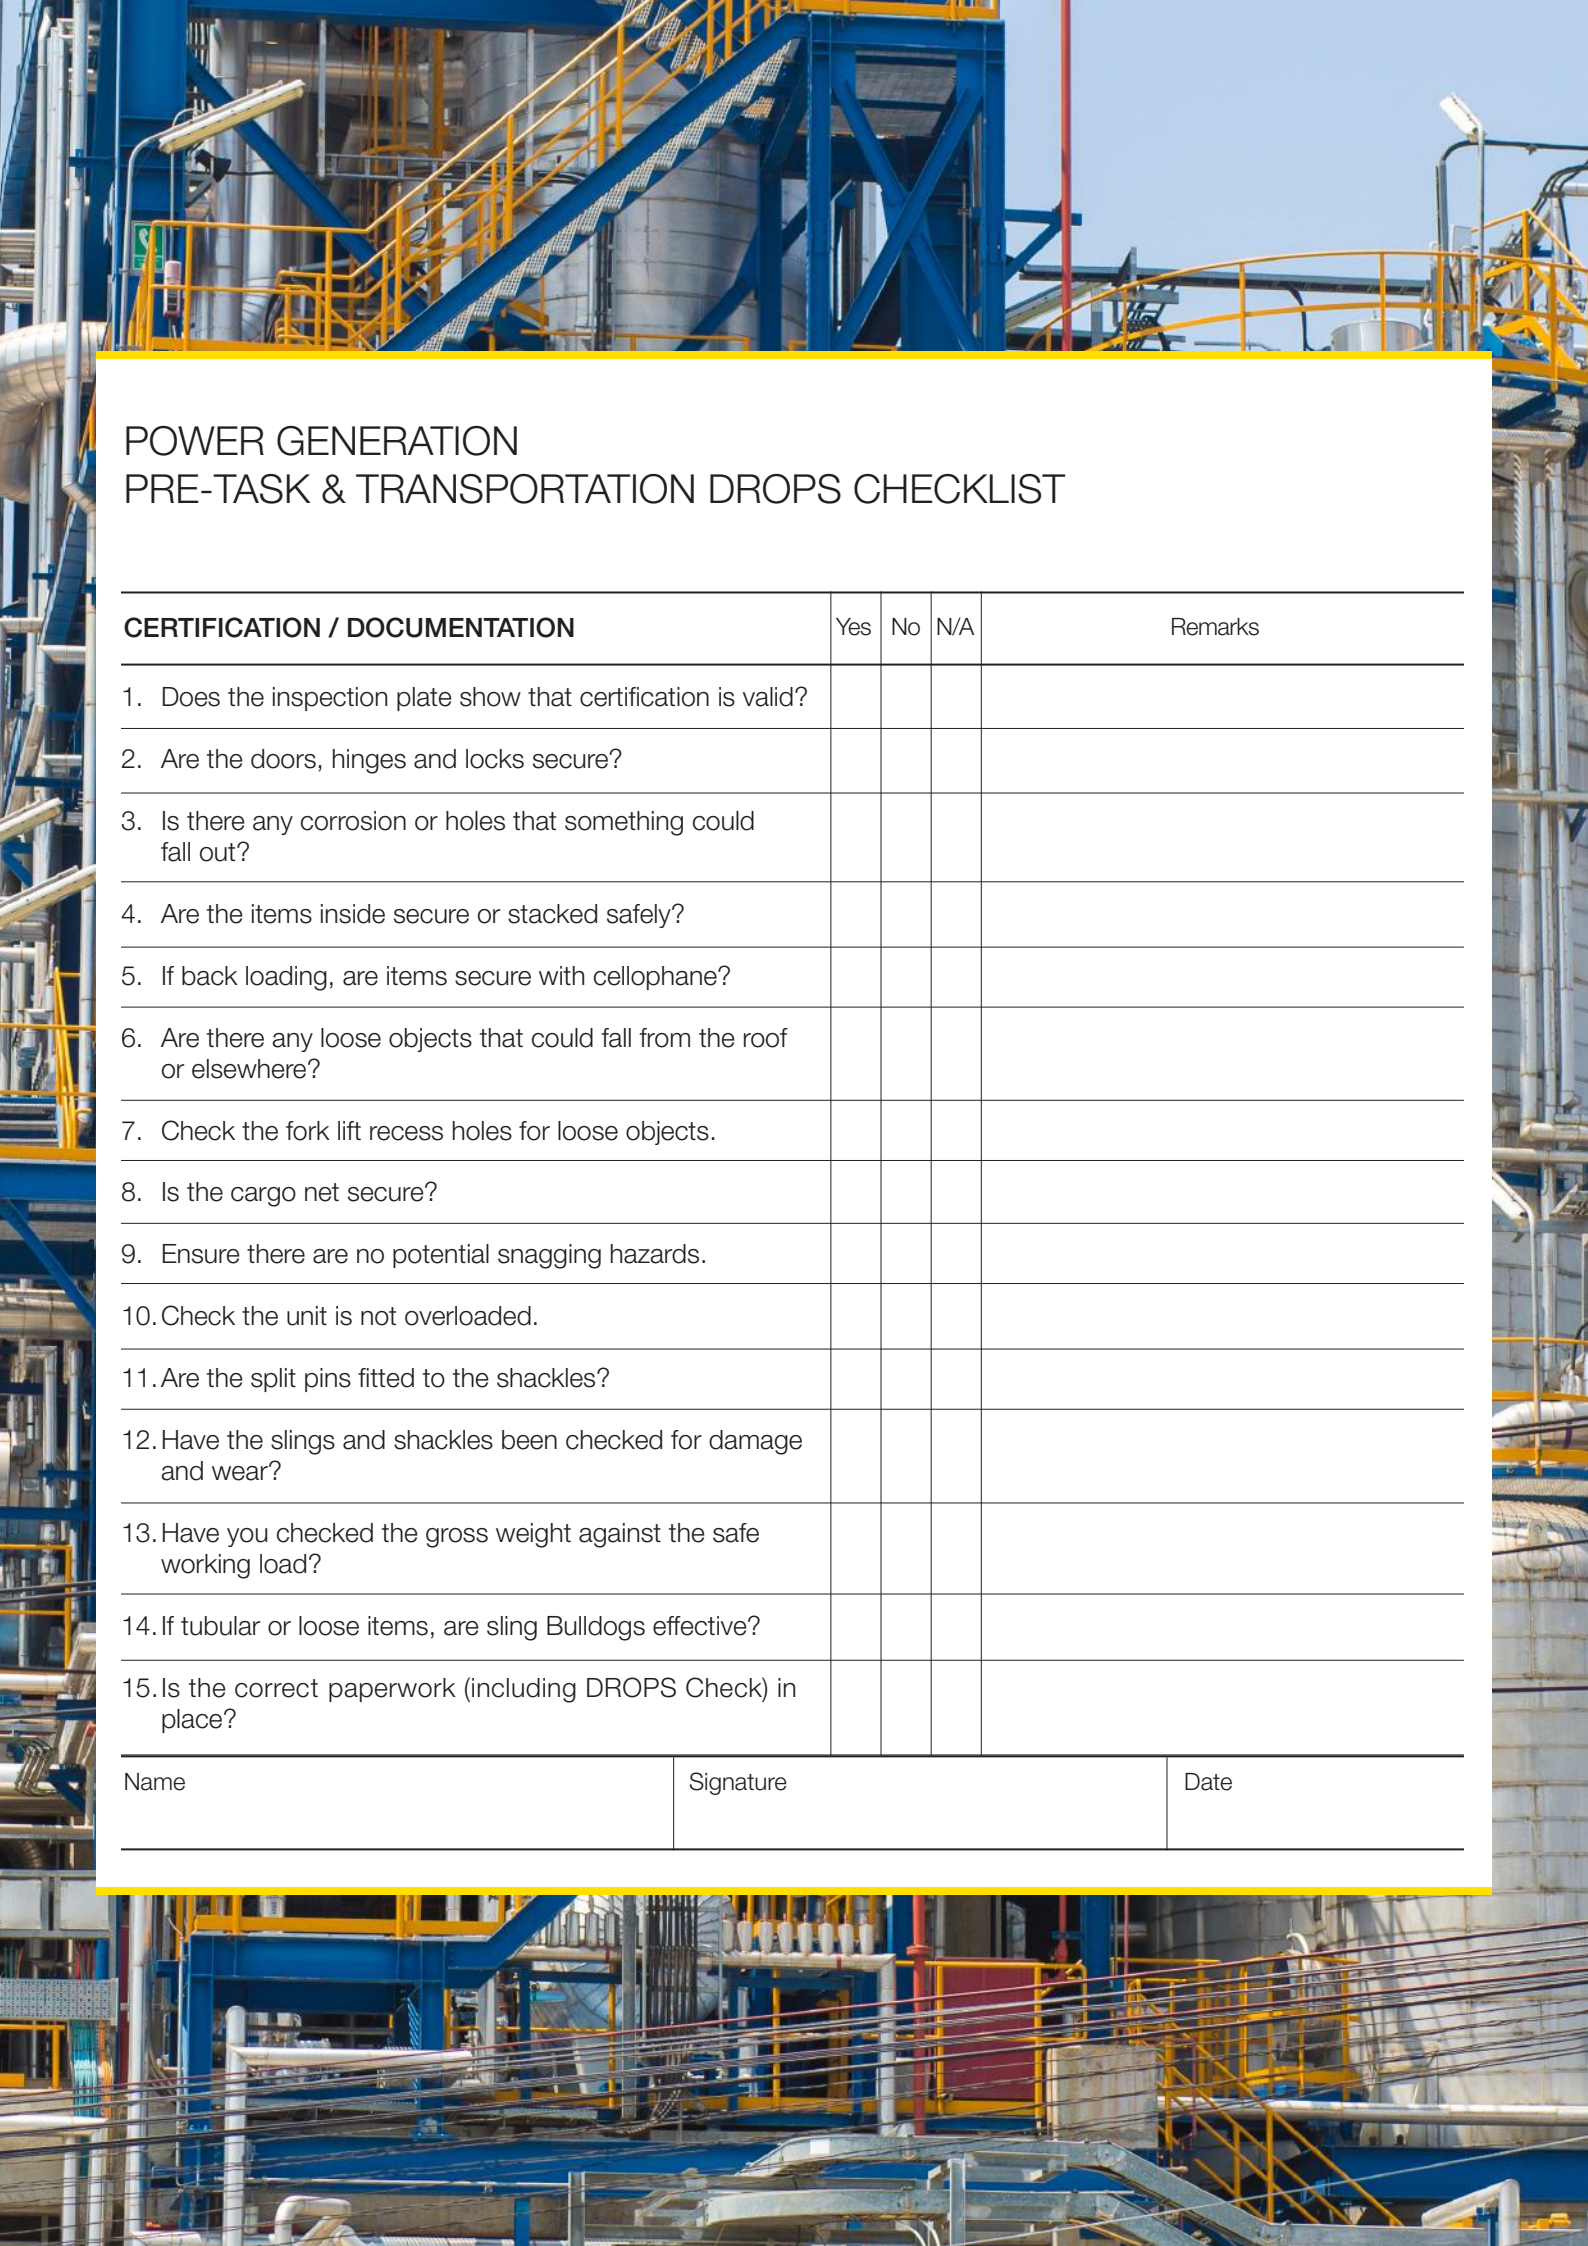 POWER GENERATION
PRE-TASK & TRANSPORTATION DROPS CHECKLIST
CERTIFICATION / DOCUMENTATION Yes No N/A Remarks
1. Does the inspection plate show that certification is valid?
2. Are the doors, hinges and locks secure?
3. Is there any corrosion or holes that something could
fall out?
4. Are the items inside secure or stacked safely?
5. If back loading, are items secure with cellophane?
6. Are there any loose objects that could fall from the roof
or elsewhere?
7. Check the fork lift recess holes for loose objects.
8. Is the cargo net secure?
9. Ensure there are no potential snagging hazards.
10. Check the unit is not overloaded.
11. Are the split pins fitted to the shackles?
12. Have the slings and shackles been checked for damage
and wear?
13. Have you checked the gross weight against the safe
working load?
14. If tubular or loose items, are sling Bulldogs effective?
15. Is the correct paperwork (including DROPS Check) in
place?
Name Signature Date